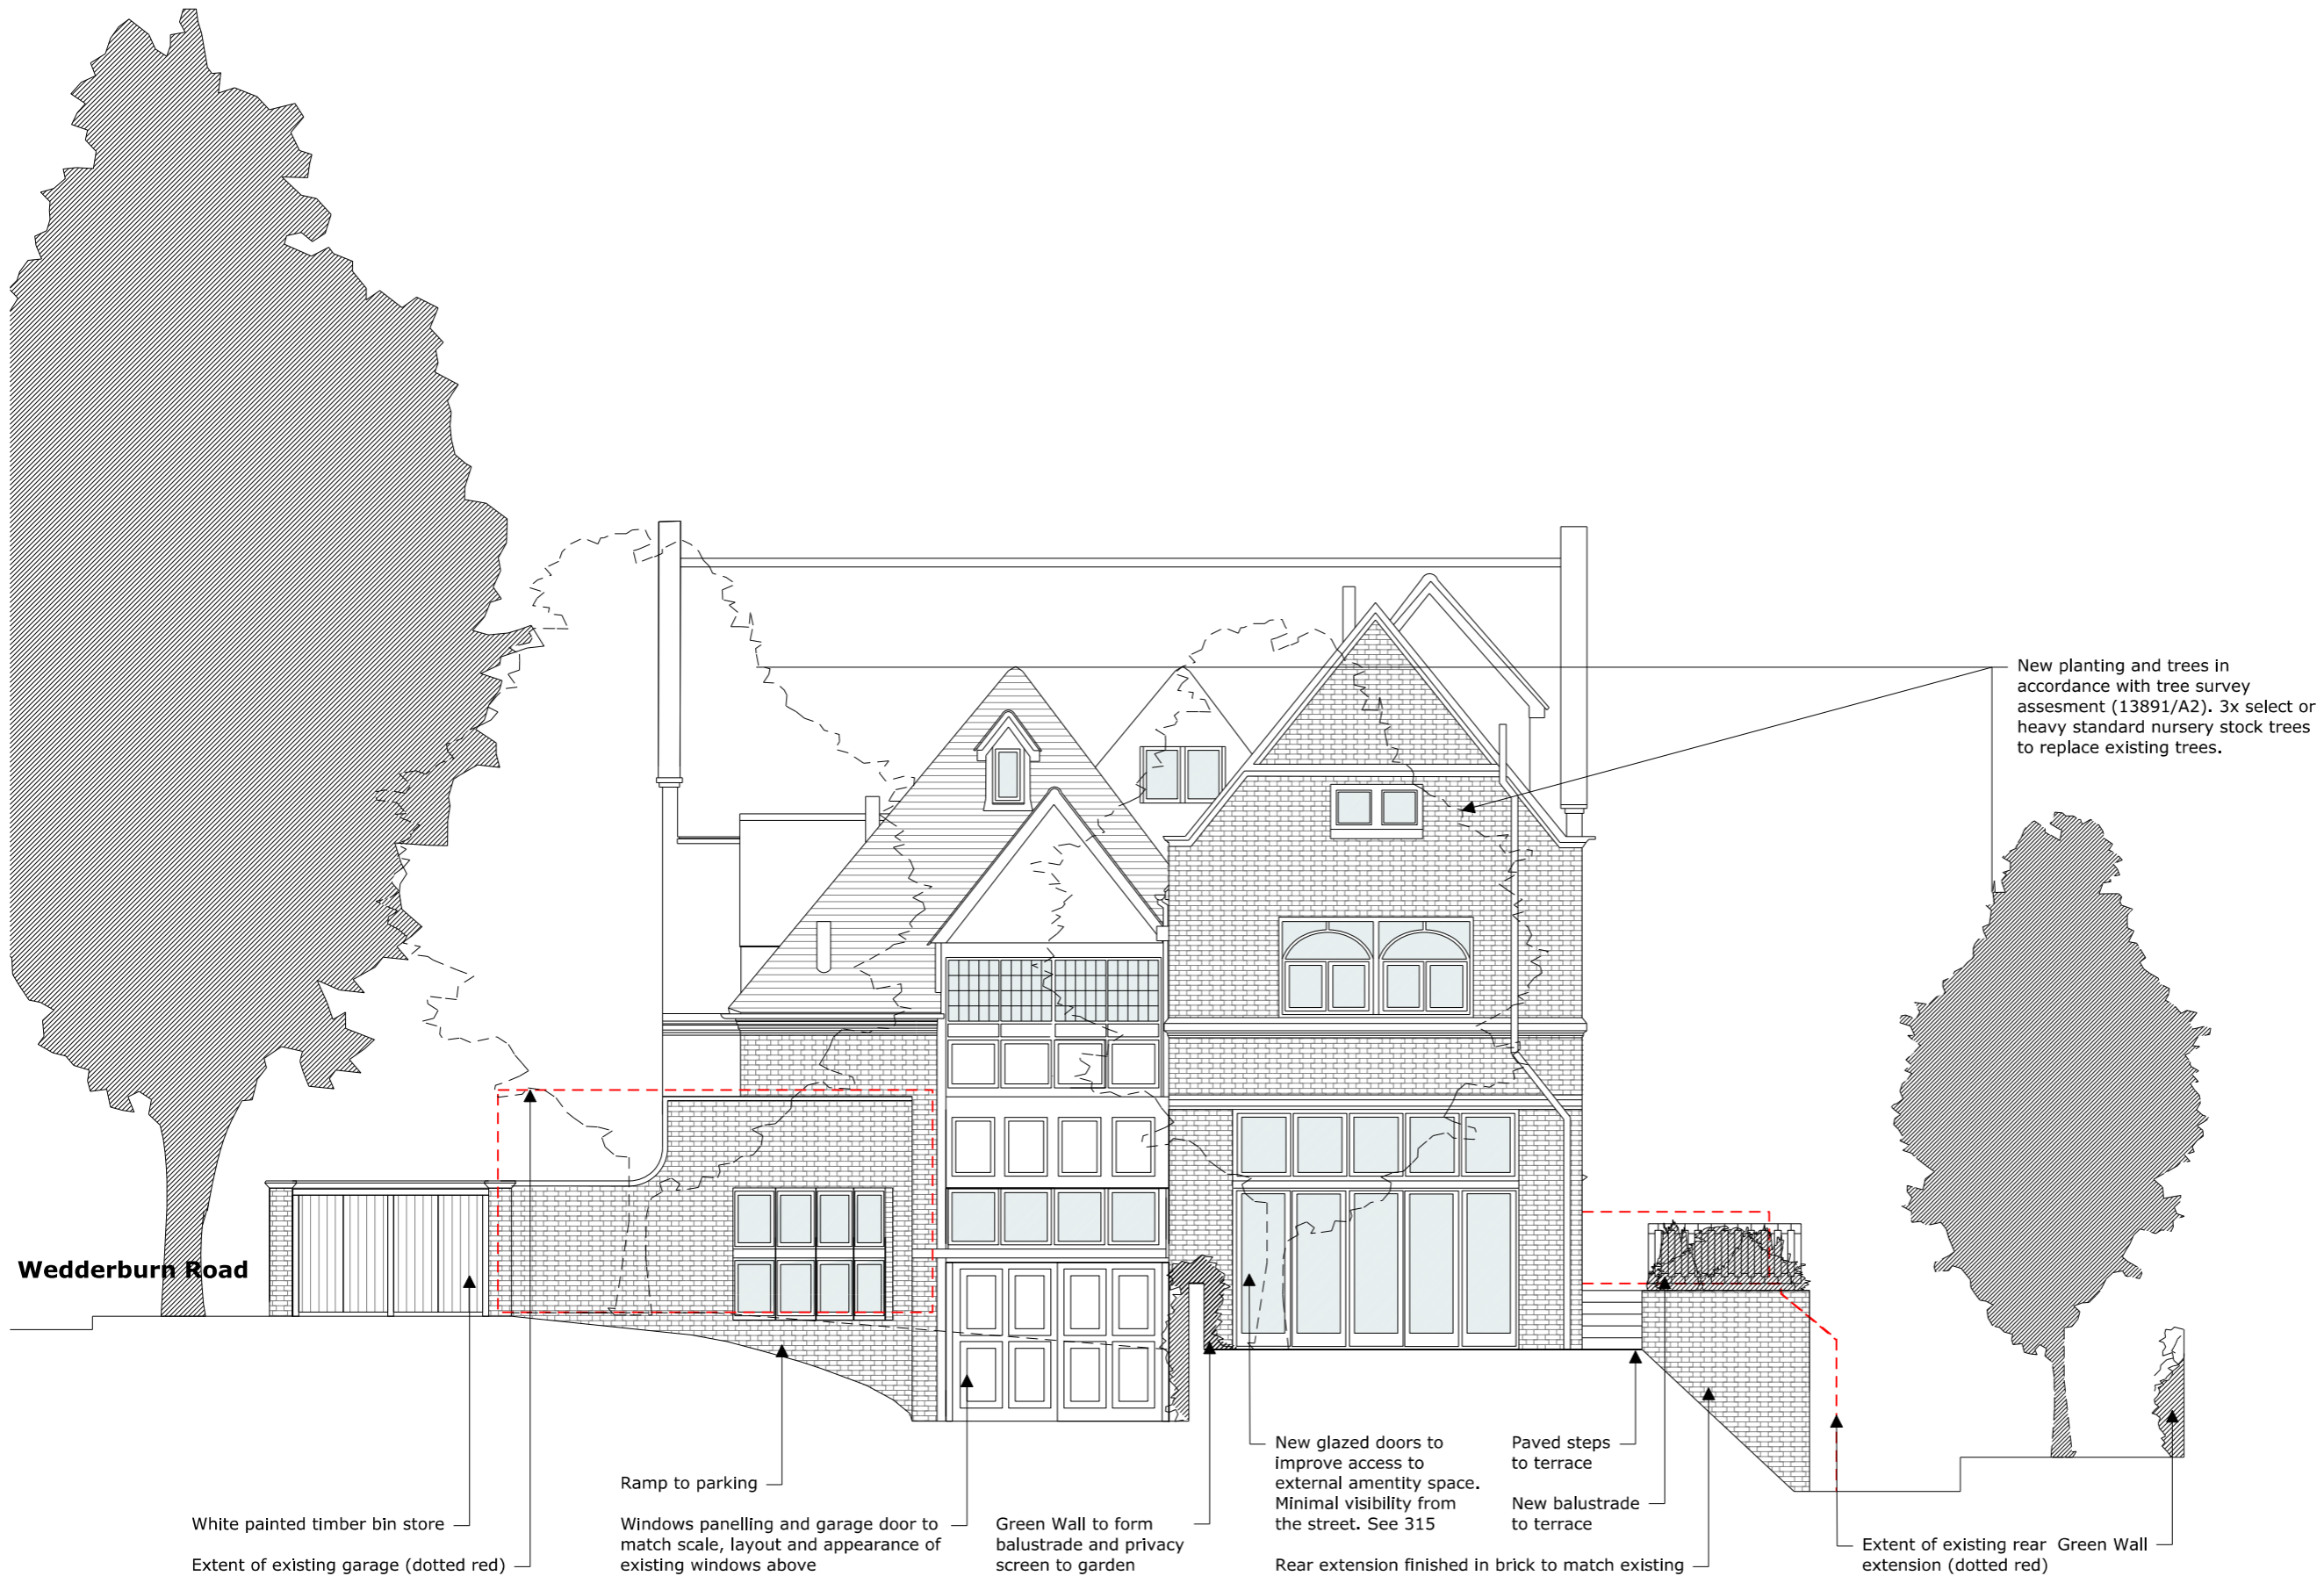 New planting and trees in
accordance with tree survey
assesment (13891/A2). 3x select or
heavy standard nursery stock trees
to replace existing trees.
Wedderburn Road
White painted timber bin store
Extent of existing garage (dotted red)
Ramp to parking
Windows panelling and garage door to
match scale, layout and appearance of
existing windows above
Green Wall to form
balustrade and privacy
screen to garden
New glazed doors to
improve access to
external amentity space.
Minimal visibility from
the street. See 315
Paved steps
to terrace
New balustrade
to terrace
Rear extension finished in brick to match existing
Extent of existing rear
extension (dotted red)
Green Wall